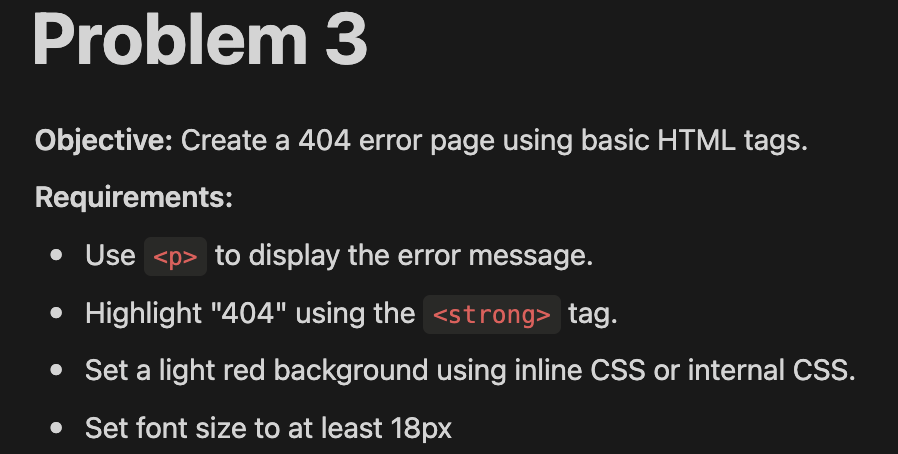 Problem 3
Objective: Create a 404 error page using basic HTML tags.
Requirements:
• Use <p> to display the error message.
• Highlight "404" using the <strong> tag.
• Set a light red background using inline CSS or internal CSS.
• Set font size to at least 18px